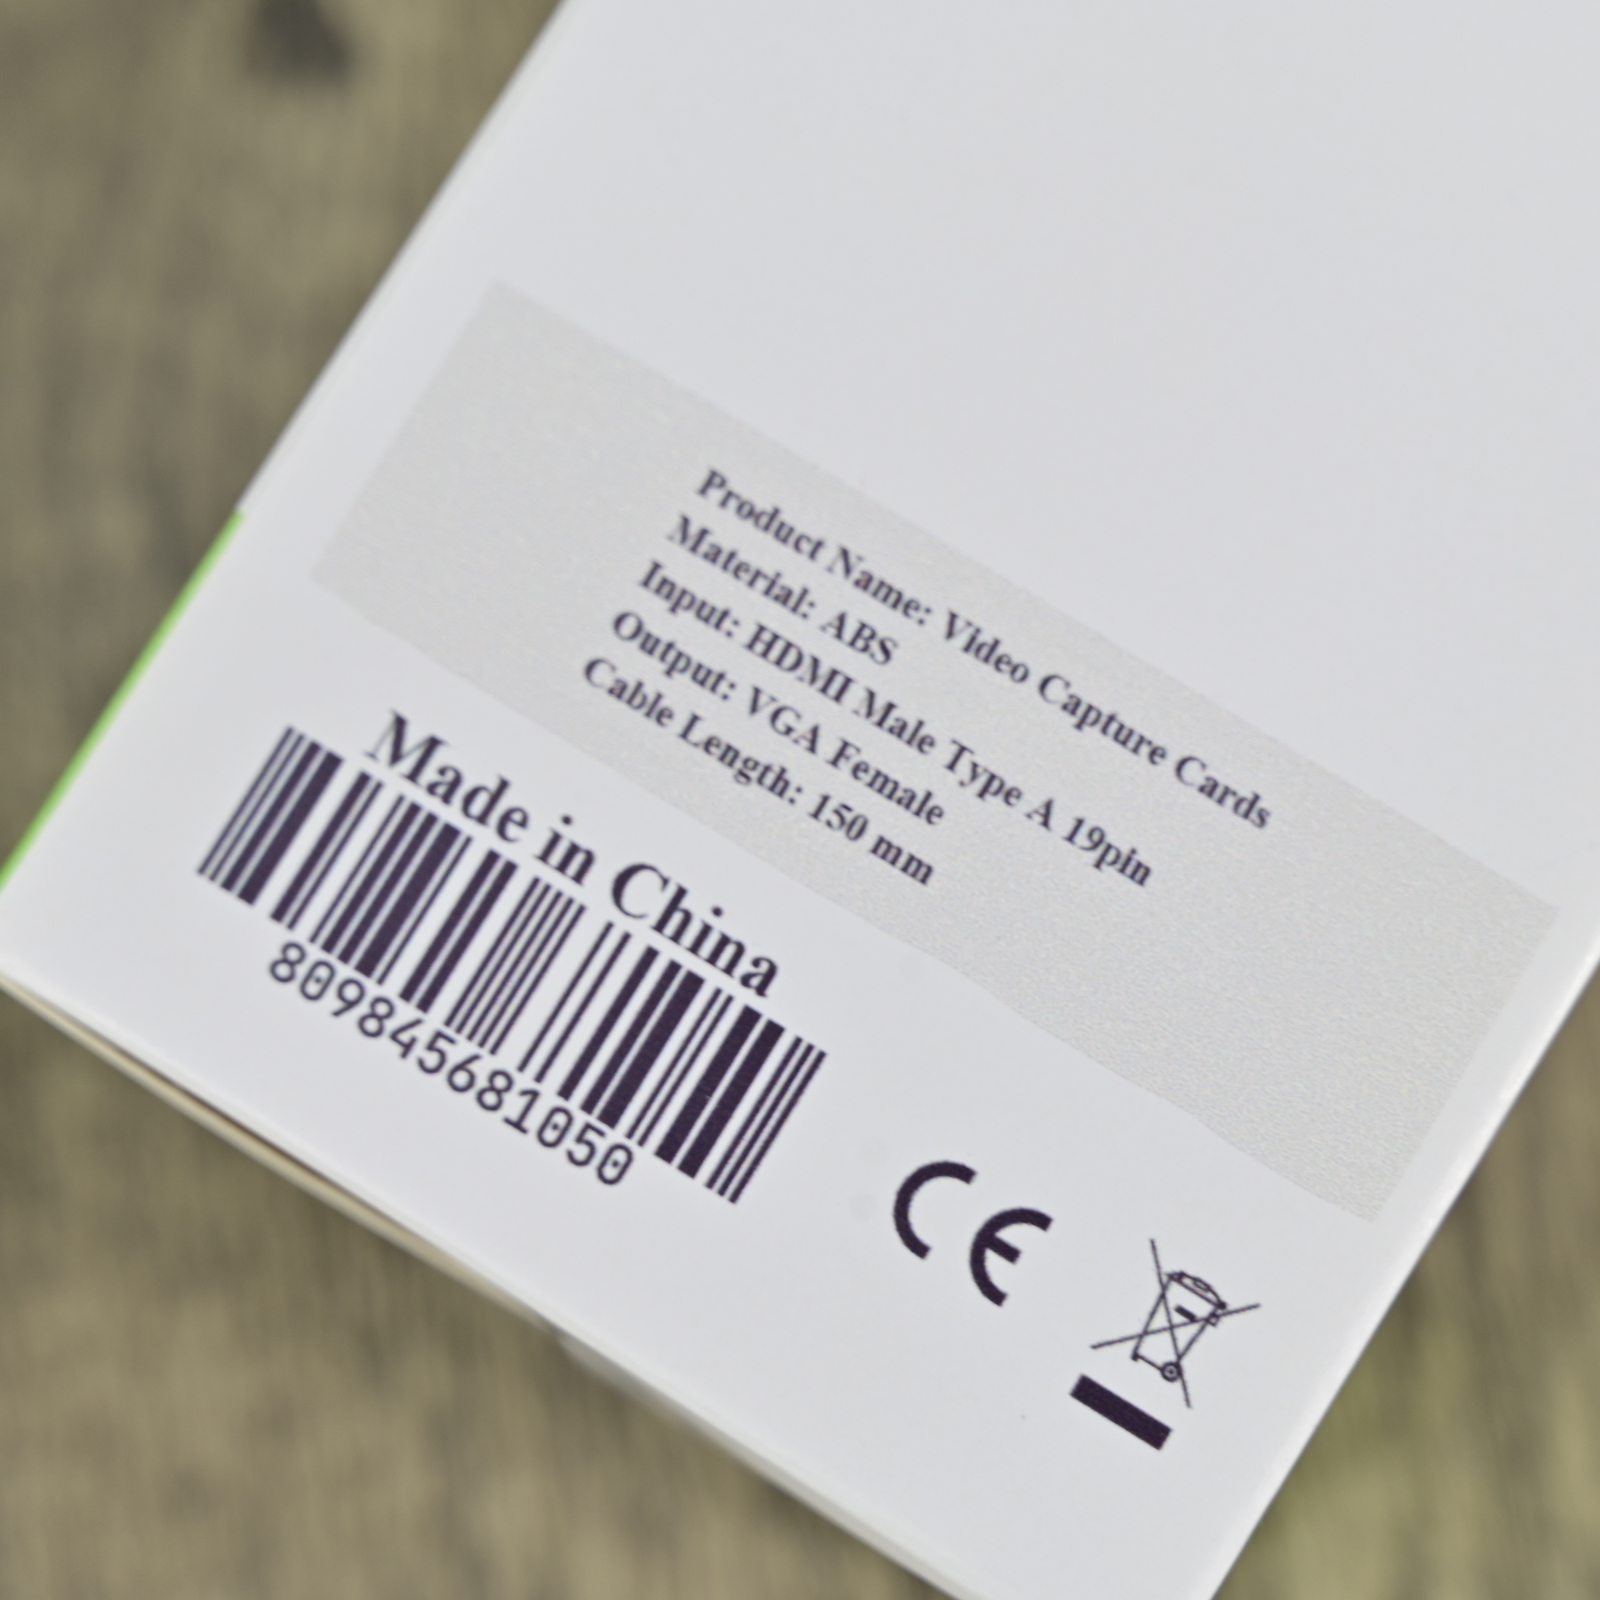 Product Name: Video Capture Cards
Material: ABS
Input: HDMI Male Type A 19pin
Output: VGA Female
Cable Length: 150 mm
Made in China
809845681050
CE